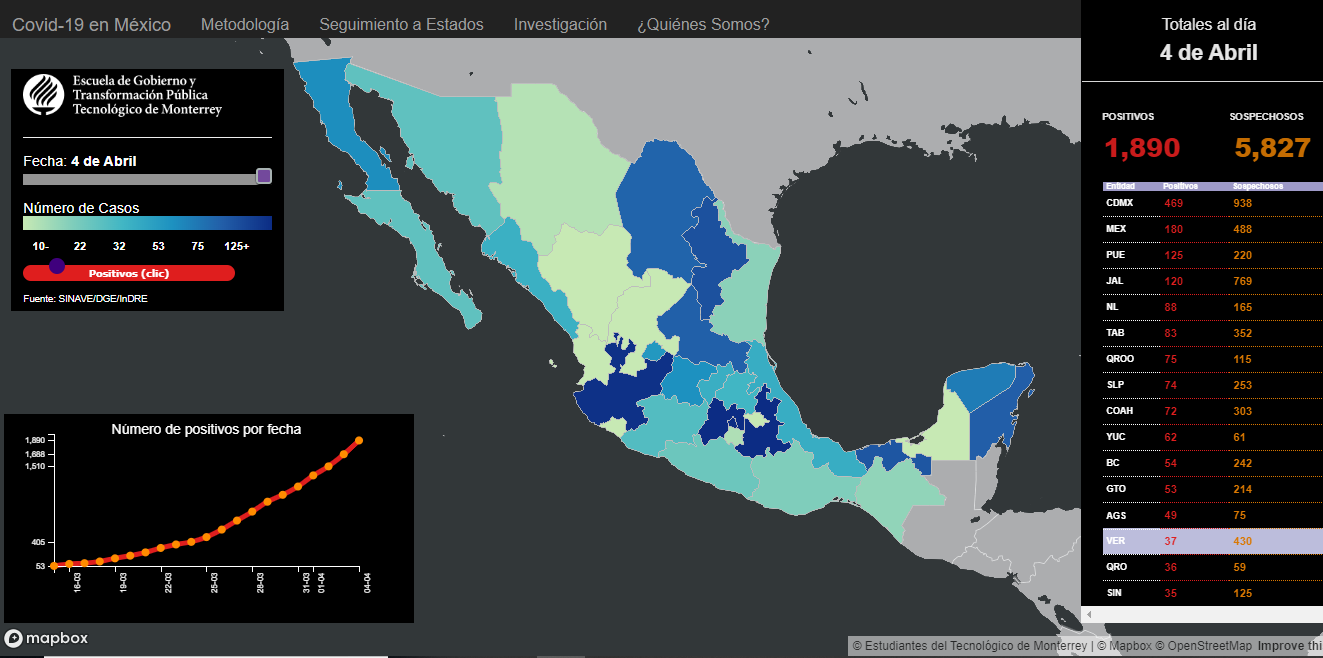 Covid-19 en México Metodología Seguimiento a Estados Investigación ¿Quiénes Somos?
Escuela de Gobierno y
Transformación Pública
Tecnológico de Monterrey
Fecha: 4 de Abril
Número de Casos
10- 22 32 53 75 125+
Positivos (clic)
Fuente: SINAVE/DGE/InDRE
Número de positivos por fecha
1,890
1,688
1,510
405
53
16-03 19-03 22-03 25-03 28-03 31-03 01-04 04-04
mapbox
Totales al día
4 de Abril
POSITIVOS SOSPECHOSOS
1,890 5,827
Entidad Positivos Sospechosos
CDMX 469 938
MEX 180 488
PUE 125 220
JAL 120 769
NL 88 165
TAB 83 352
QROO 75 115
SLP 74 253
COAH 72 303
YUC 62 61
BC 54 242
GTO 53 214
AGS 49 75
VER 37 430
QRO 36 59
SIN 35 125
© Estudiantes del Tecnológico de Monterrey | © Mapbox © OpenStreetMap Improve thi